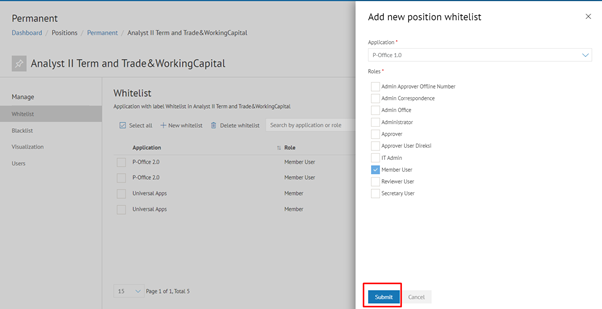 Permanent
Dashboard / Positions / Permanent / Analyst II Term and Trade&WorkingCapital
Analyst II Term and Trade&WorkingCapital
Manage
Whitelist
Blacklist
Visualization
Users
Whitelist
Application with label Whitelist in Analyst II Term and Trade&WorkingCapital
Select all + New whitelist Delete whitelist Search by application or role
Application Role
P-Office 2.0 Member User
P-Office 2.0 Member User
Universal Apps Member
Universal Apps Member
15 Page 1 of 1, Total 5
Add new position whitelist
Application *
P-Office 1.0
Roles *
Admin Approver Offline Number
Admin Correspondence
Admin Office
Administrator
Approver
Approver User Direksi
IT Admin
Member User
Reviewer User
Secretary User
Submit Cancel